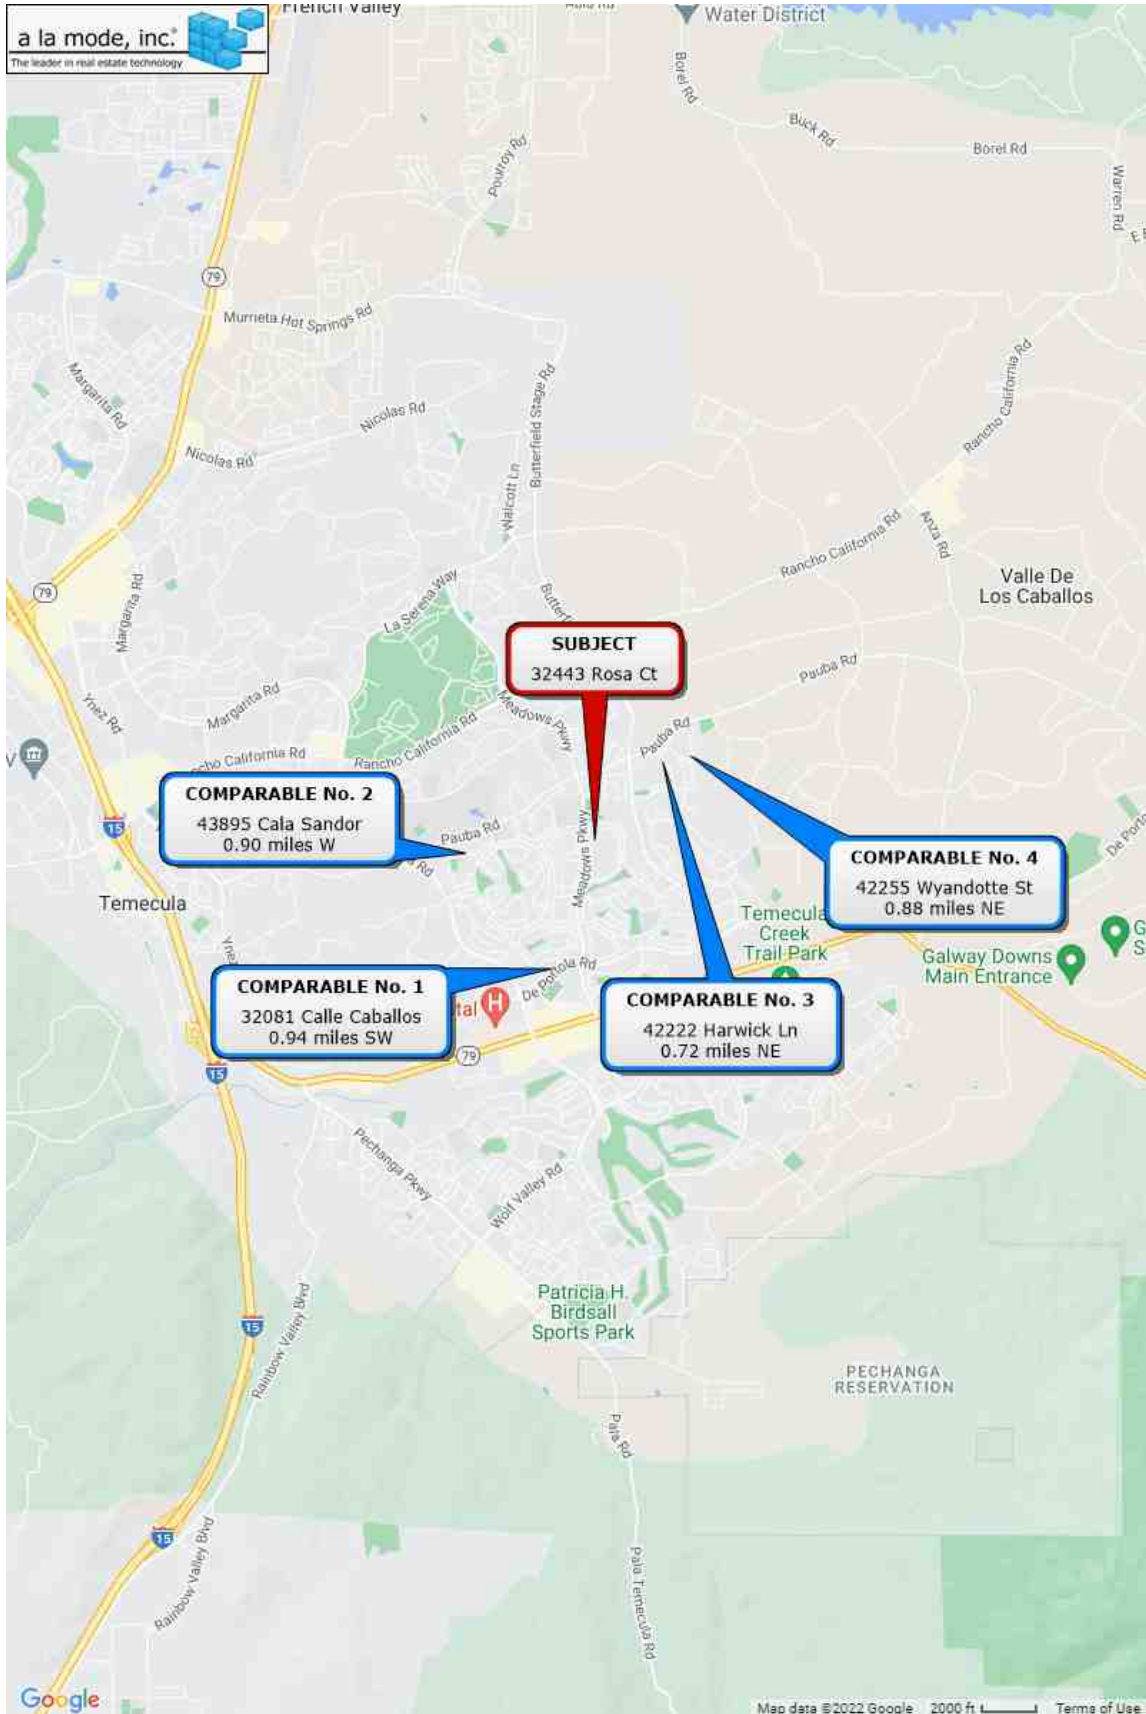 French Valley
a la mode, inc.
The leader in real estate technology
Water District
Borel Rd
Buck Rd
Borel Rd
Warren Rd
Poulroy Rd
79
Murrieta Hot Springs Rd
Margarita Rd
Nicolas Rd
Nicolas Rd
Butterfield Stage Rd
Walcott Ln
Rancho California Rd
Rancho California Rd
Anza Rd
Valle De
Los Caballos
79
Margarita Rd
La Serena Way
SUBJECT
32443 Rosa Ct
Pauba Rd
Ynez Rd
Margarita Rd
Meadows Pkwy
Rancho California Rd
Pauba Rd
COMPARABLE No. 2
43895 Cala Sandor
0.90 miles W
15
Pauba Rd
Meadows Pkwy
COMPARABLE No. 4
42255 Wyandotte St
0.88 miles NE
Temecula
Temecula
Creek
Trail Park
Galway Downs
Main Entrance
De Portola Rd
COMPARABLE No. 1
32081 Calle Caballos
0.94 miles SW
H
COMPARABLE No. 3
42222 Harwick Ln
0.72 miles NE
79
15
Pechanga Pkwy
Wolf Valley Rd
Patricia H.
Birdsall
Sports Park
15
Rainbow Valley Blvd
PECHANGA
RESERVATION
Pala Rd
15
Rainbow Valley Blvd
Pala Temecula Rd
Google
Map data ©2022 Google 2000 ft Terms of Use